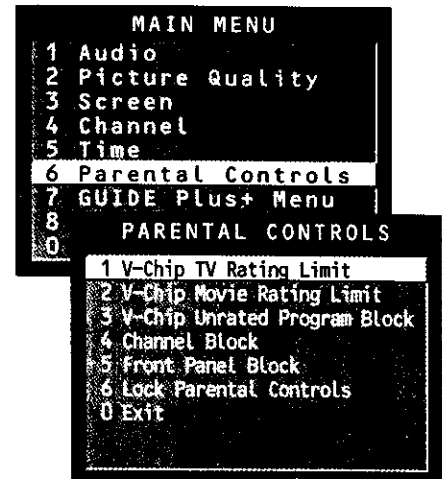 MAIN MENU
1 Audio
2 Picture Quality
3 Screen
4 Channel
5 Time
6 Parental Controls
7 GUIDE Plus+ Menu
8
0
PARENTAL CONTROLS
1 V-Chip TV Rating Limit
2 V-Chip Movie Rating Limit
3 V-Chip Unrated Program Block
4 Channel Block
5 Front Panel Block
6 Lock Parental Controls
0 Exit